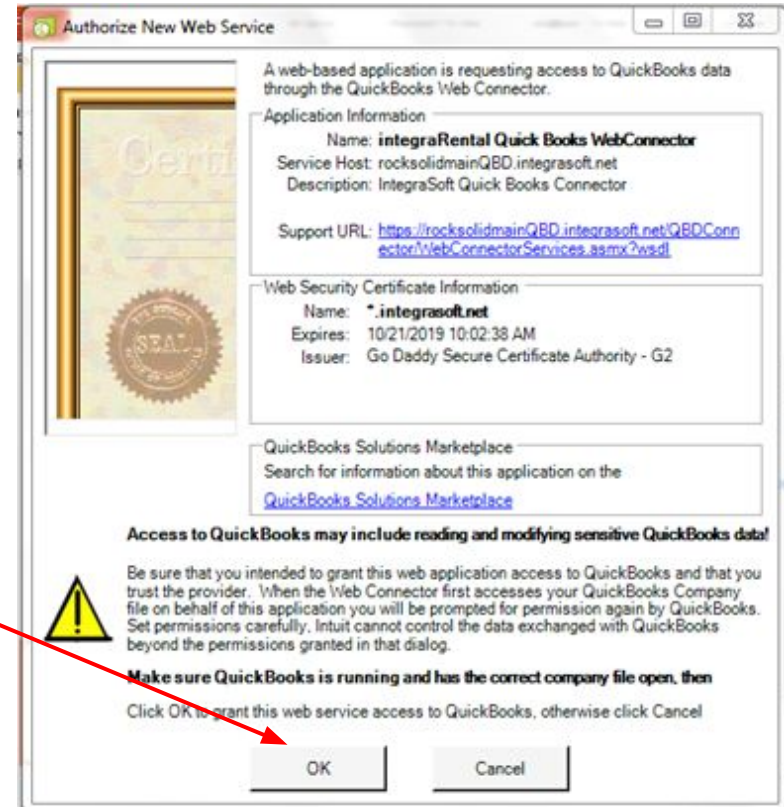 Authorize New Web Service
A web-based application is requesting access to QuickBooks data
through the QuickBooks Web Connector.
Application Information
Name: integraRental Quick Books WebConnector
Service Host: rocksolidmainQBD.integrasoft.net
Description: IntegraSoft Quick Books Connector
Support URL: https://rocksolidmainQBD.integrasoft.net/QBDConn
ector/WebConnectorServices.asmx?wsdl
Web Security Certificate Information
Name: *.integrasoft.net
Expires: 10/21/2019 10:02:38 AM
Issuer: Go Daddy Secure Certificate Authority - G2
Certi
SEAL
QuickBooks Solutions Marketplace
Search for information about this application on the
QuickBooks Solutions Marketplace
Access to QuickBooks may include reading and modifying sensitive QuickBooks data!
Be sure that you intended to grant this web application access to QuickBooks and that you
trust the provider. When the Web Connector first accesses your QuickBooks Company
file on behalf of this application you will be prompted for permission again by QuickBooks.
Set permissions carefully, Intuit cannot control the data exchanged with QuickBooks
beyond the permissions granted in that dialog.
Make sure QuickBooks is running and has the correct company file open, then
Click OK to grant this web service access to QuickBooks, otherwise click Cancel
OK Cancel